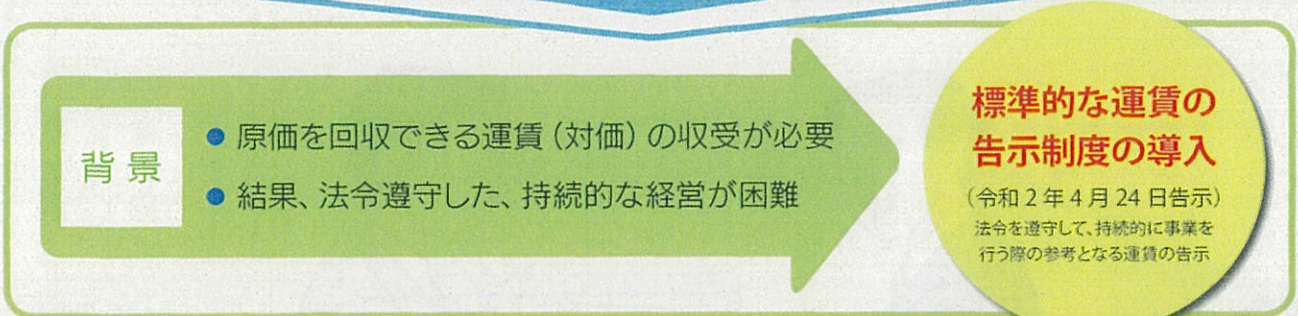 背景
● 原価を回収できる運賃（対価）の収受が必要
● 結果、法令遵守した、持続的な経営が困難
標準的な運賃の
告示制度の導入
（令和2年4月24日告示）
法令を遵守して、持続的に事業を
行う際の参考となる運賃の告示